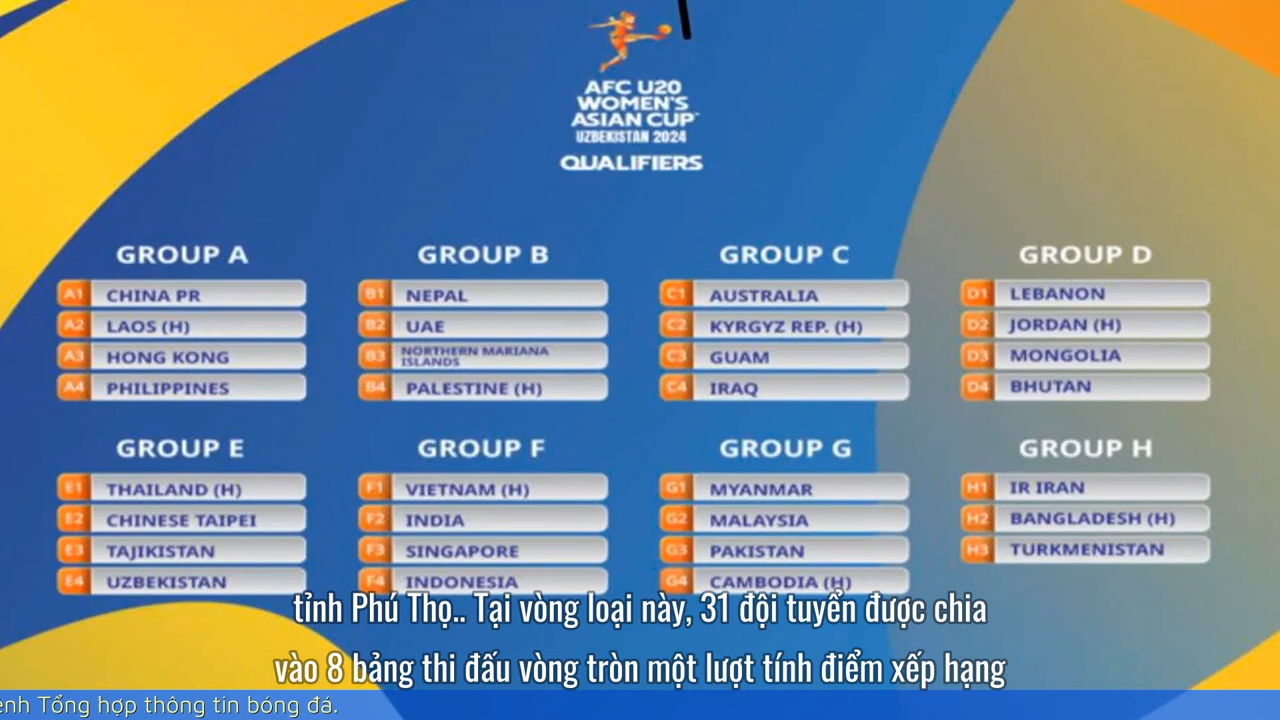 AFC U20
WOMEN'S
ASIAN CUP™
UZBEKISTAN 2024
QUALIFIERS
GROUP A
A1 CHINA PR
A2 LAOS (H)
A3 HONG KONG
A4 PHILIPPINES
GROUP B
B1 NEPAL
B2 UAE
B3 NORTHERN MARIANA
ISLANDS
B4 PALESTINE (H)
GROUP C
C1 AUSTRALIA
C2 KYRGYZ REP. (H)
C3 GUAM
C4 IRAQ
GROUP D
D1 LEBANON
D2 JORDAN (H)
D3 MONGOLIA
D4 BHUTAN
GROUP E
E1 THAILAND (H)
E2 CHINESE TAIPEI
E3 TAJIKISTAN
E4 UZBEKISTAN
GROUP F
F1 VIETNAM (H)
F2 INDIA
F3 SINGAPORE
F4 INDONESIA
GROUP G
G1 MYANMAR
G2 MALAYSIA
G3 PAKISTAN
G4 CAMBODIA (H)
GROUP H
H1 IR IRAN
H2 BANGLADESH (H)
H3 TURKMENISTAN
tỉnh Phú Thọ.. Tại vòng loại này, 31 đội tuyển được chia
vào 8 bảng thi đấu vòng tròn một lượt tính điểm xếp hạng
ênh Tổng hợp thông tin bóng đá.